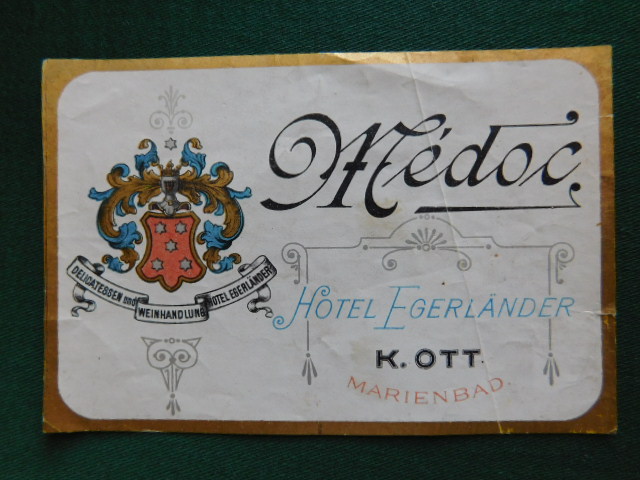 Médoc
DELICATESSEN und WEINHANDLUNG HOTEL EGERLÄNDER
HOTEL EGERLÄNDER
K. OTT.
MARIENBAD.